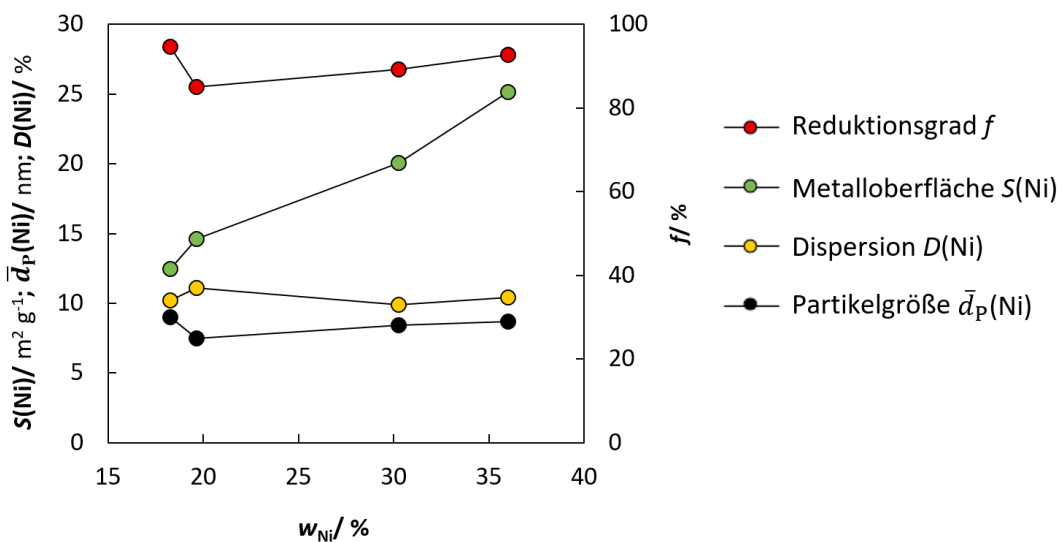 S(Ni)/ m² g⁻¹; d̄P(Ni)/ nm; D(Ni)/ %
30
25
20
15
10
5
0
15
20
25
30
35
40
wNi/ %
100
80
60
40
20
0
f/ %
Reduktionsgrad f
Metalloberfläche S(Ni)
Dispersion D(Ni)
Partikelgröße d̄P(Ni)